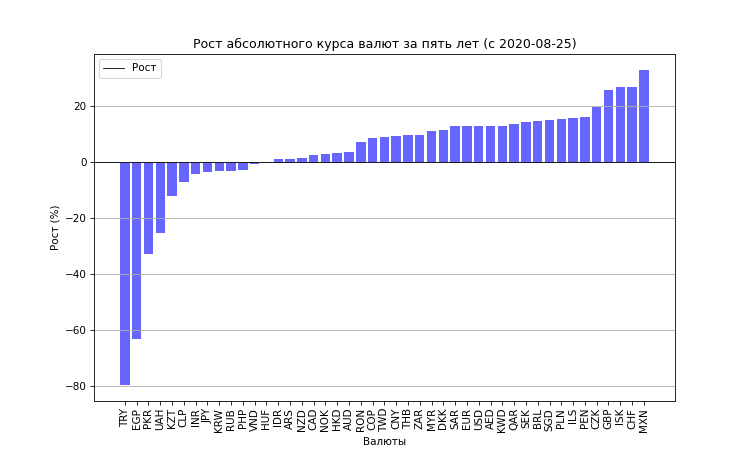 Рост абсолютного курса валют за пять лет (с 2020-08-25)
Рост
20
0
−20
−40
−60
−80
Рост (%)
TRY EGP PKR UAH KZT CLP INR JPY KRW RUB PHP VND HUF IDR ARS NZD CAD NOK HKD AUD RON COP TWD CNY THB ZAR MYR DKK SAR EUR USD AED KWD QAR SEK BRL SGD PLN ILS PEN CZK GBP ISK CHF MXN
Валюты